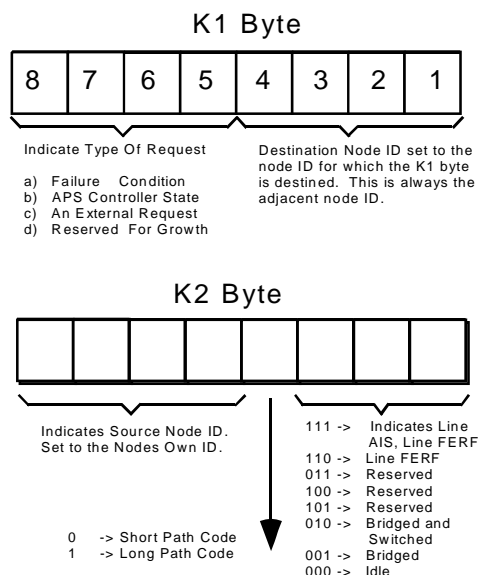 K1 Byte
8 7 6 5 4 3 2 1
Indicate Type Of Request
a) Failure Condition
b) APS Controller State
c) An External Request
d) Reserved For Growth
Destination Node ID set to the
node ID for which the K1 byte
is destined. This is always the
adjacent node ID.
K2 Byte
Indicates Source Node ID.
Set to the Nodes Own ID.
0 -> Short Path Code
1 -> Long Path Code
111 -> Indicates Line
AIS, Line FERF
110 -> Line FERF
011 -> Reserved
100 -> Reserved
101 -> Reserved
010 -> Bridged and
Switched
001 -> Bridged
000 -> Idle